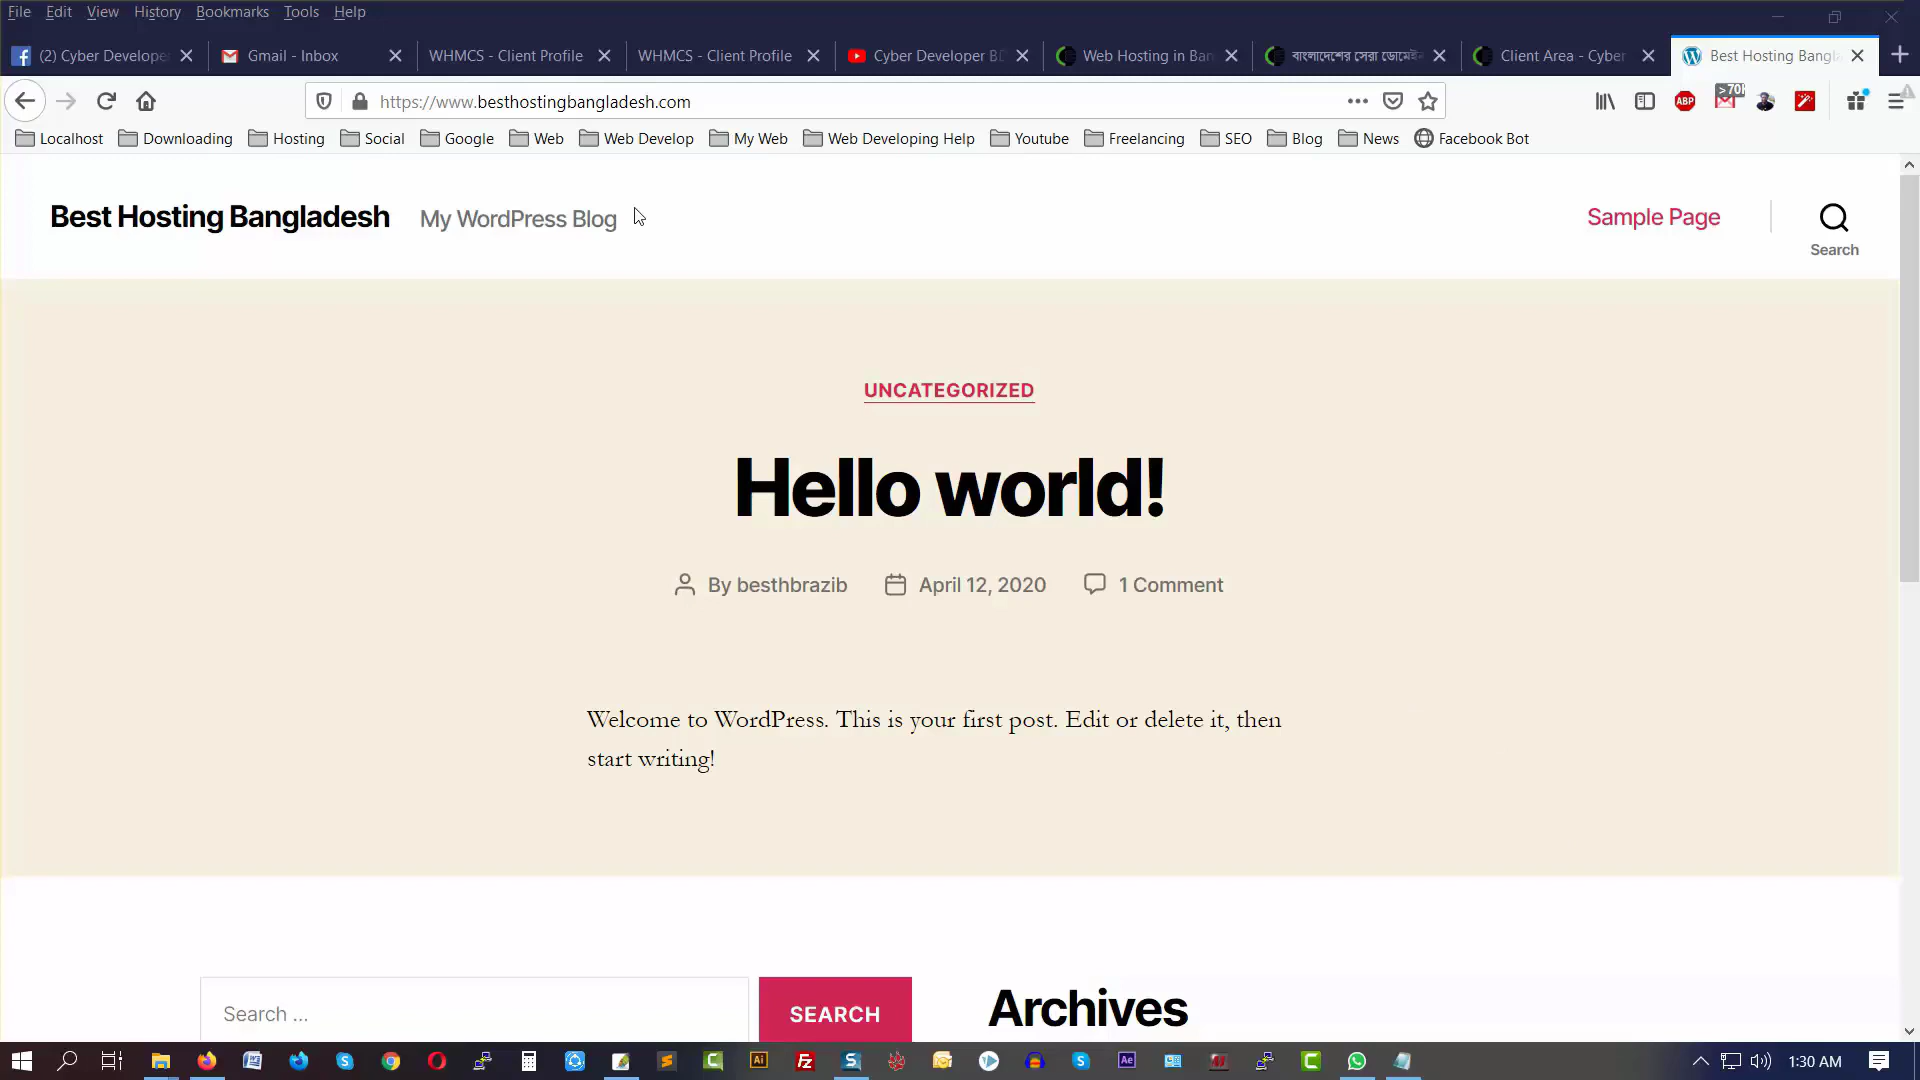 File Edit View History Bookmarks Tools Help
(2) Cyber Develope
Gmail - Inbox
WHMCS - Client Profile
WHMCS - Client Profile
Cyber Developer BD
Web Hosting in Ban
বাংলাদেশের সেরা ডোমেইন
Client Area - Cyber
Best Hosting Bangl
https://www.besthostingbangladesh.com
ABP
>70
Localhost Downloading Hosting Social Google Web Web Develop My Web Web Developing Help Youtube Freelancing SEO Blog News Facebook Bot
Best Hosting Bangladesh My WordPress Blog
Sample Page
Search
UNCATEGORIZED
Hello world!
By besthbrazib April 12, 2020 1 Comment
Welcome to WordPress. This is your first post. Edit or delete it, then
start writing!
Search ...
SEARCH
Archives
1:30 AM